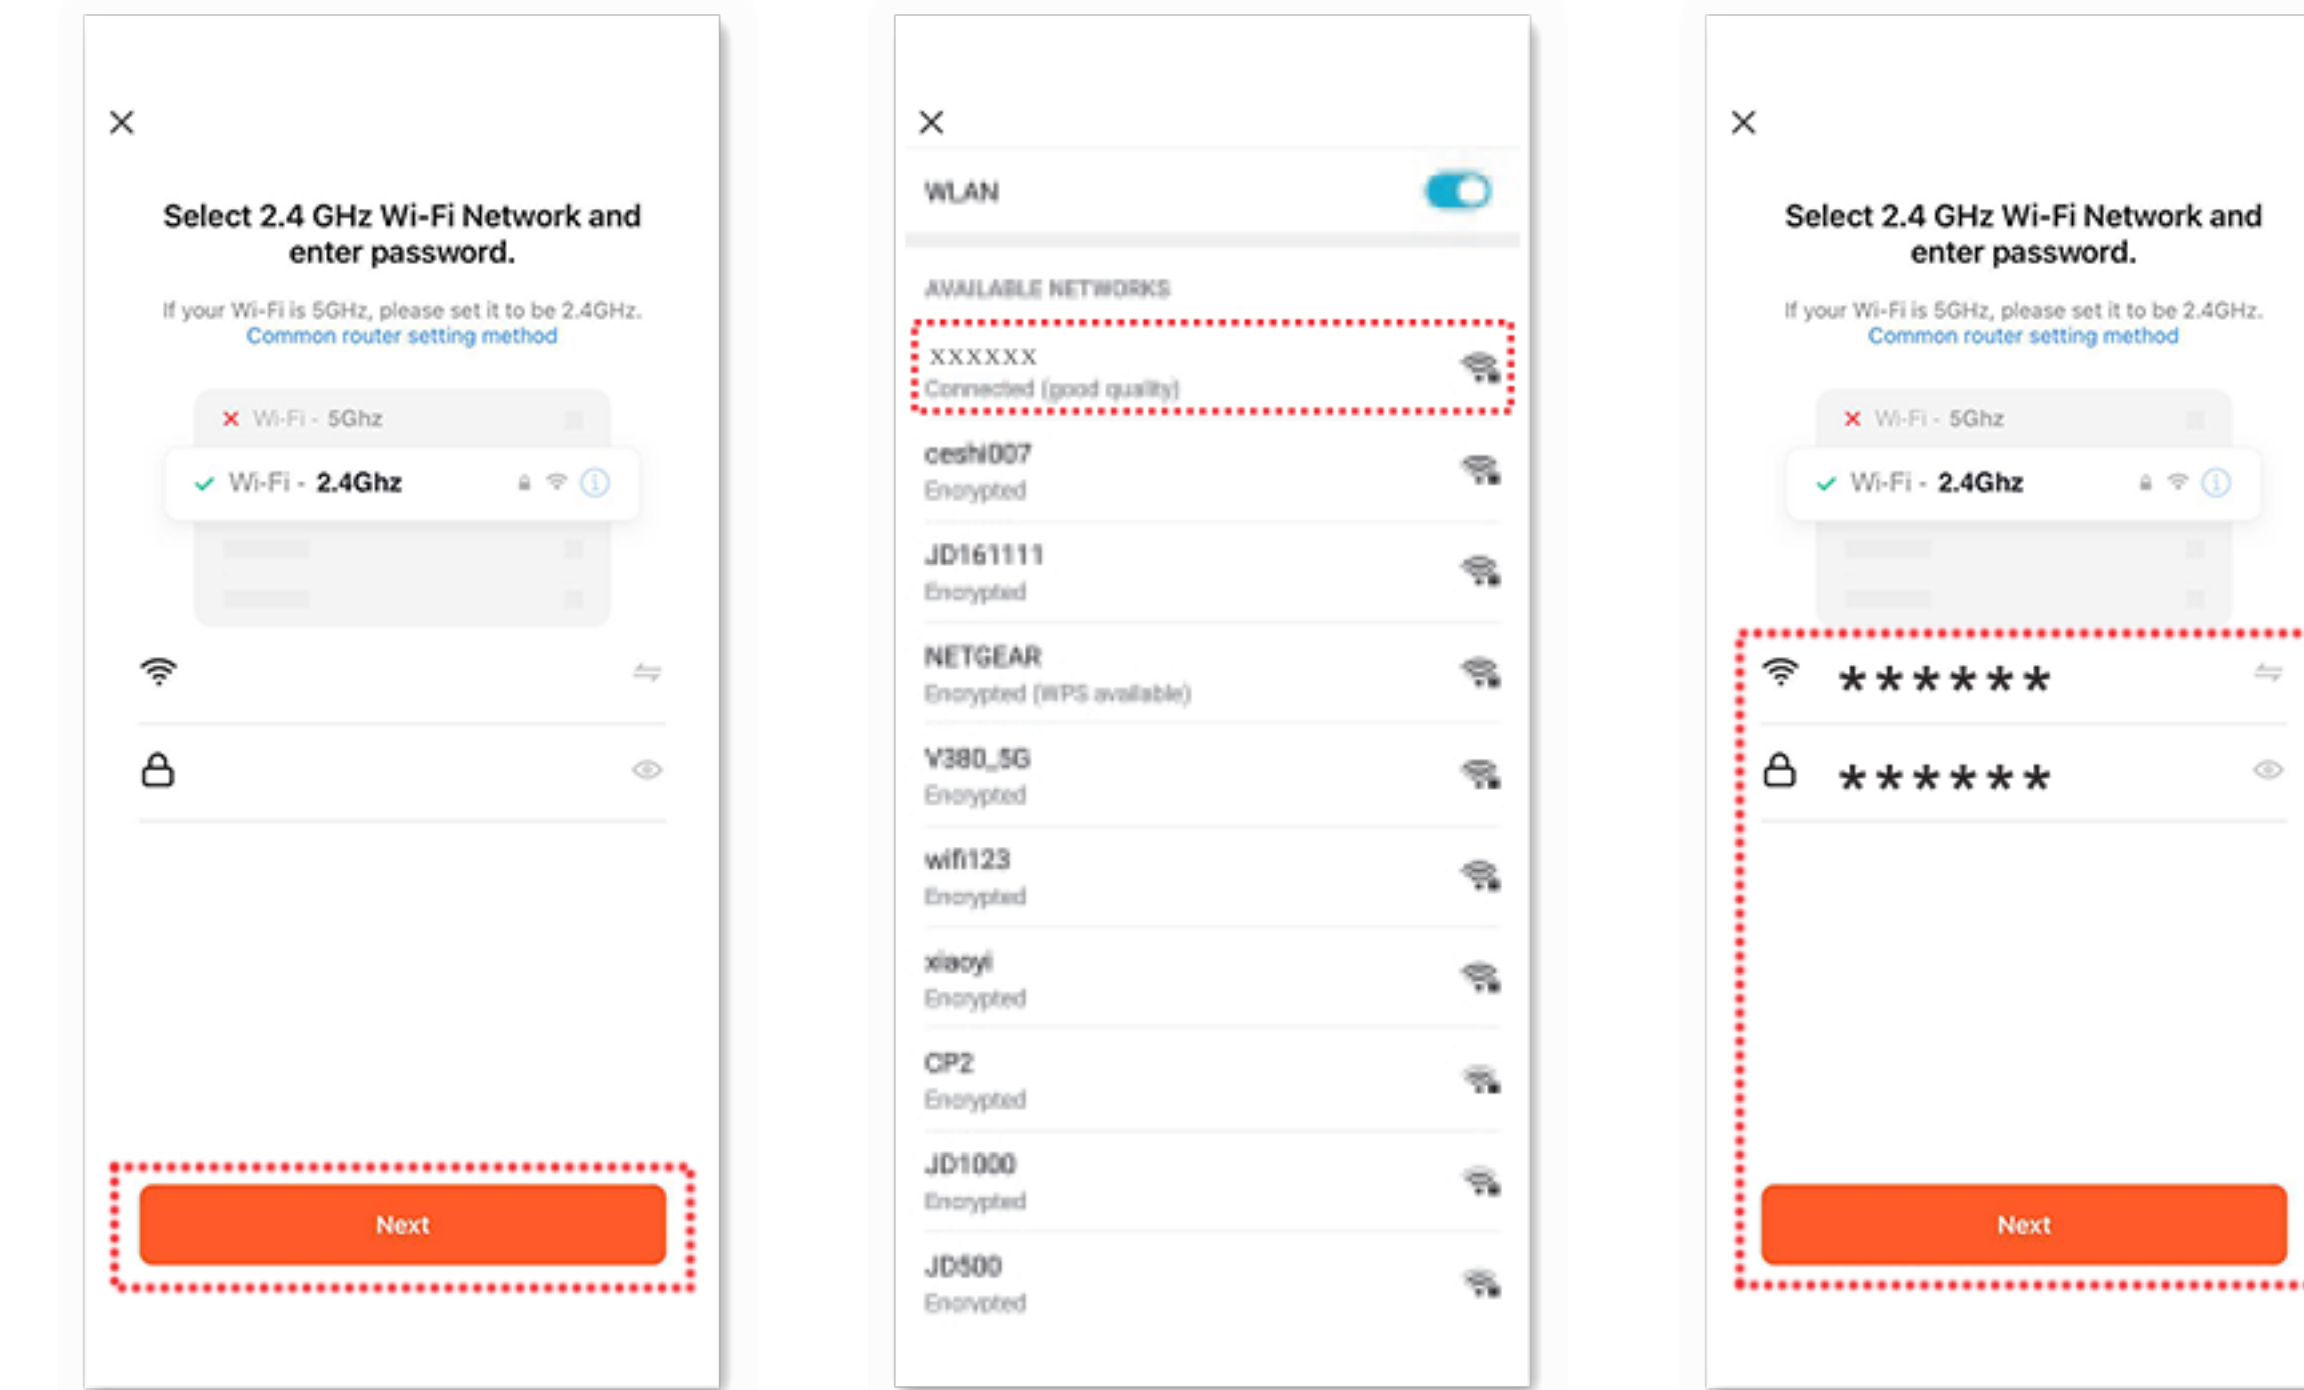 Select 2.4 GHz Wi-Fi Network and
enter password.
If your Wi-Fi is 5GHz, please set it to be 2.4GHz.
Common router setting method
Wi-Fi - 5Ghz
Wi-Fi - 2.4Ghz
Next
WLAN
AVAILABLE NETWORKS
XXXXXX
Connected (good quality)
ceshi007
Encrypted
JD161111
Encrypted
NETGEAR
Encrypted (WPS available)
V380_5G
Encrypted
wifi123
Encrypted
xiaoyi
Encrypted
CP2
Encrypted
JD1000
Encrypted
JD500
Encrypted
Select 2.4 GHz Wi-Fi Network and
enter password.
If your Wi-Fi is 5GHz, please set it to be 2.4GHz.
Common router setting method
Wi-Fi - 5Ghz
Wi-Fi - 2.4Ghz
******
******
Next